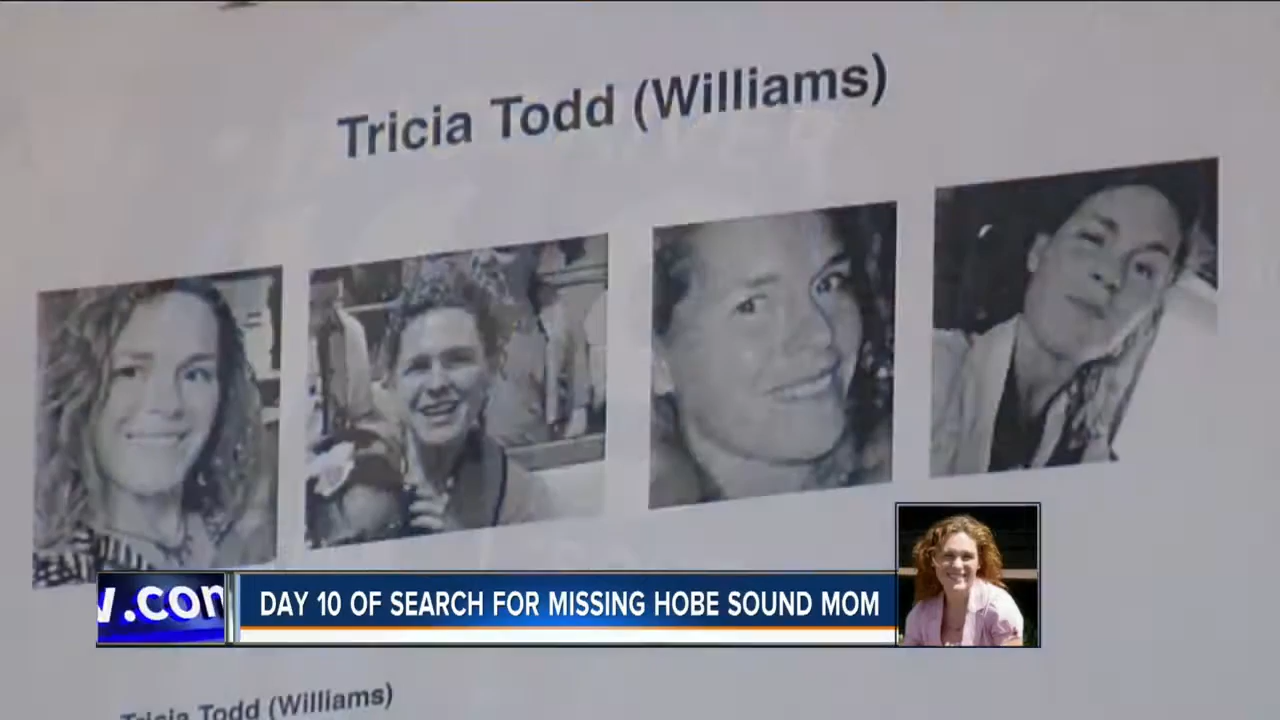 Tricia Todd (Williams)
DAY 10 OF SEARCH FOR MISSING HOBE SOUND MOM
.com
Tricia Todd (Williams)